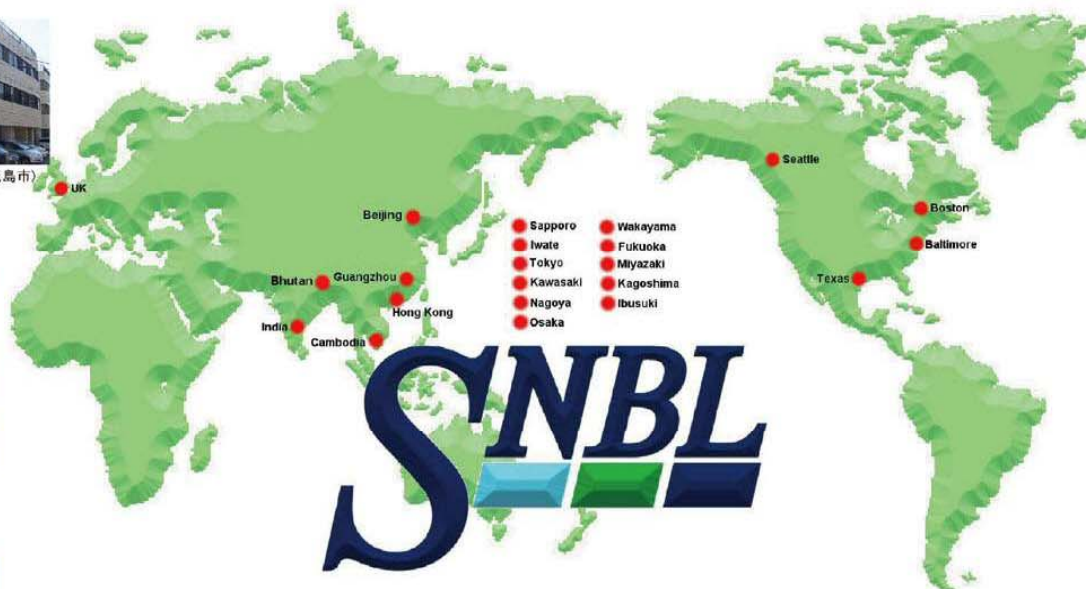 島市)
UK
Beijing
Bhutan
Guangzhou
Hong Kong
India
Cambodia
Sapporo
Iwate
Tokyo
Kawasaki
Nagoya
Osaka
Wakayama
Fukuoka
Miyazaki
Kagoshima
Ibusuki
Seattle
Boston
Baltimore
Texas
SNBL